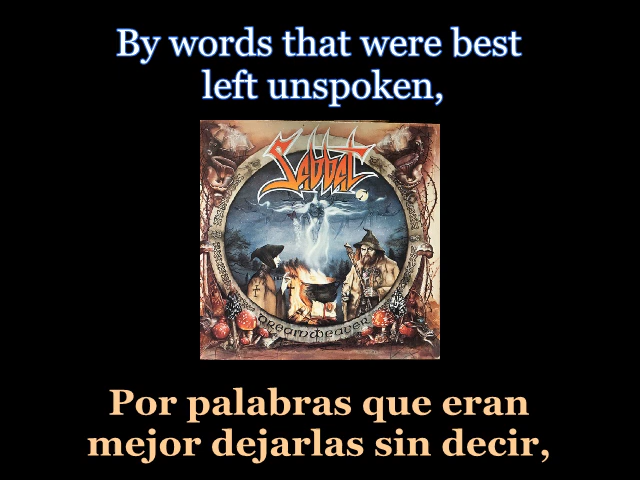 By words that were best
left unspoken,
Sabbat
Dreamweaver
Por palabras que eran
mejor dejarlas sin decir,